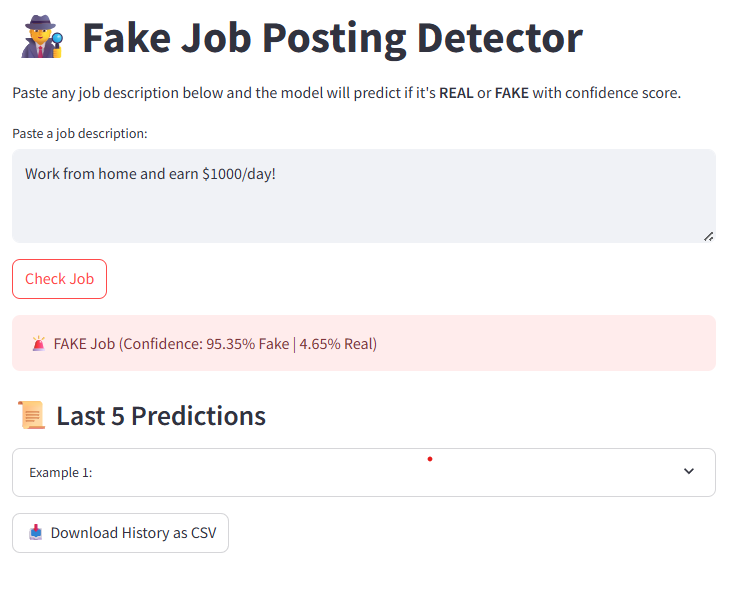 Fake Job Posting Detector
Paste any job description below and the model will predict if it's REAL or FAKE with confidence score.
Paste a job description:
Work from home and earn $1000/day!
Check Job
FAKE Job (Confidence: 95.35% Fake | 4.65% Real)
Last 5 Predictions
Example 1:
Download History as CSV